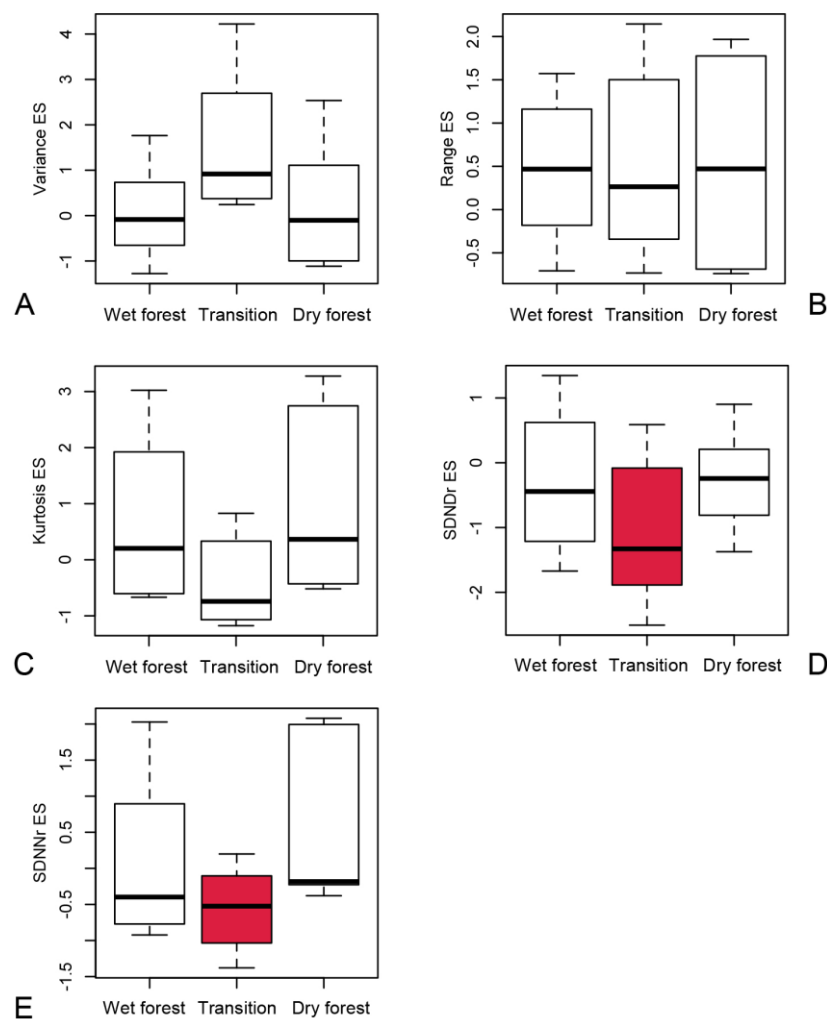 Variance ES
4
3
2
1
0
-1
Wet forest Transition Dry forest
A
Range ES
2.0
1.5
1.0
0.5
0.0
-0.5
Wet forest Transition Dry forest
B
Kurtosis ES
3
2
1
0
-1
Wet forest Transition Dry forest
C
SDNDr ES
1
0
-1
-2
Wet forest Transition Dry forest
D
SDNNr ES
1.5
0.5
-0.5
-1.5
Wet forest Transition Dry forest
E